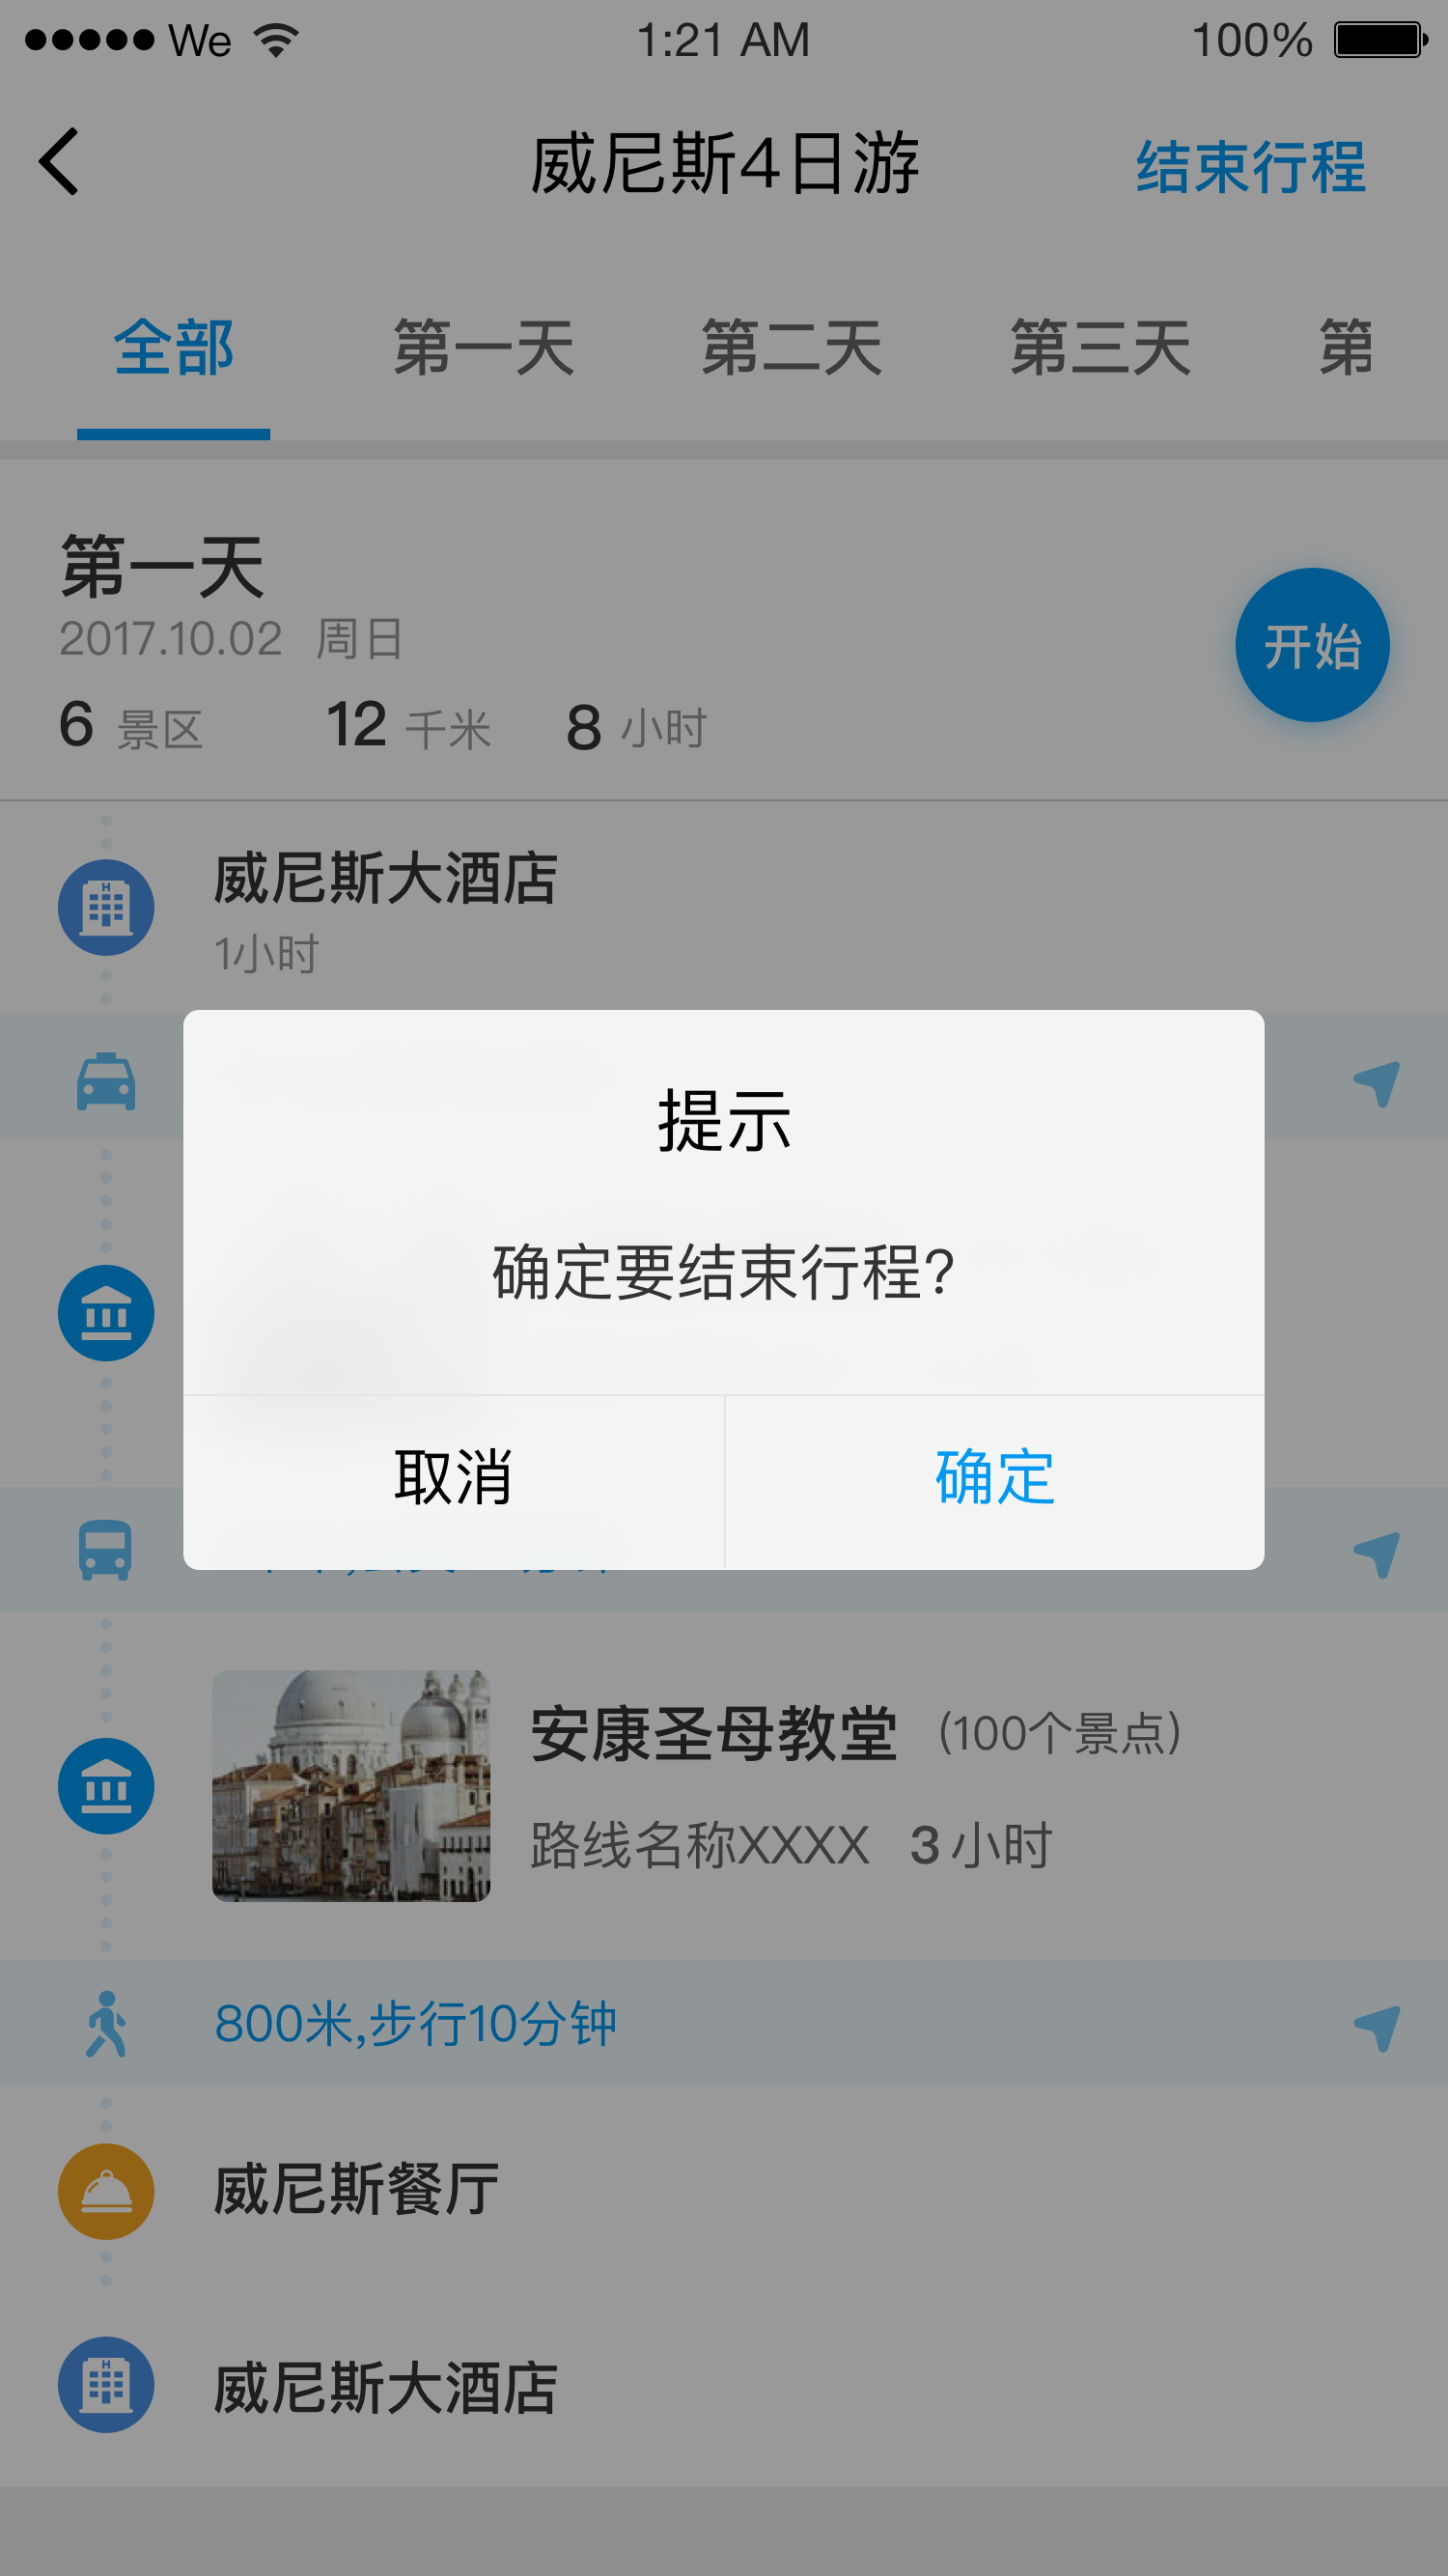 We 1:21 AM 100%
威尼斯4日游 结束行程
全部 第一天 第二天 第三天 第
第一天
2017.10.02 周日
开始
6 景区 12 千米 8 小时
威尼斯大酒店
1小时
提示
确定要结束行程?
取消 确定
安康圣母教堂 (100个景点)
路线名称XXXX 3 小时
800米,步行10分钟
威尼斯餐厅
威尼斯大酒店